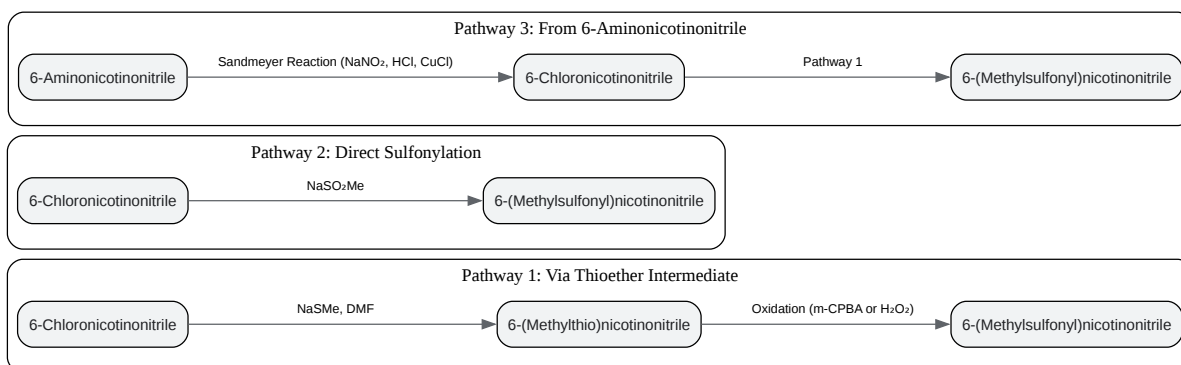 Pathway 3: From 6-Aminonicotinonitrile
6-Aminonicotinonitrile
Sandmeyer Reaction (NaNO₂, HCl, CuCl)
6-Chloronicotinonitrile
Pathway 1
6-(Methylsulfonyl)nicotinonitrile
Pathway 2: Direct Sulfonylation
6-Chloronicotinonitrile
NaSO₂Me
6-(Methylsulfonyl)nicotinonitrile
Pathway 1: Via Thioether Intermediate
6-Chloronicotinonitrile
NaSMe, DMF
6-(Methylthio)nicotinonitrile
Oxidation (m-CPBA or H₂O₂)
6-(Methylsulfonyl)nicotinonitrile